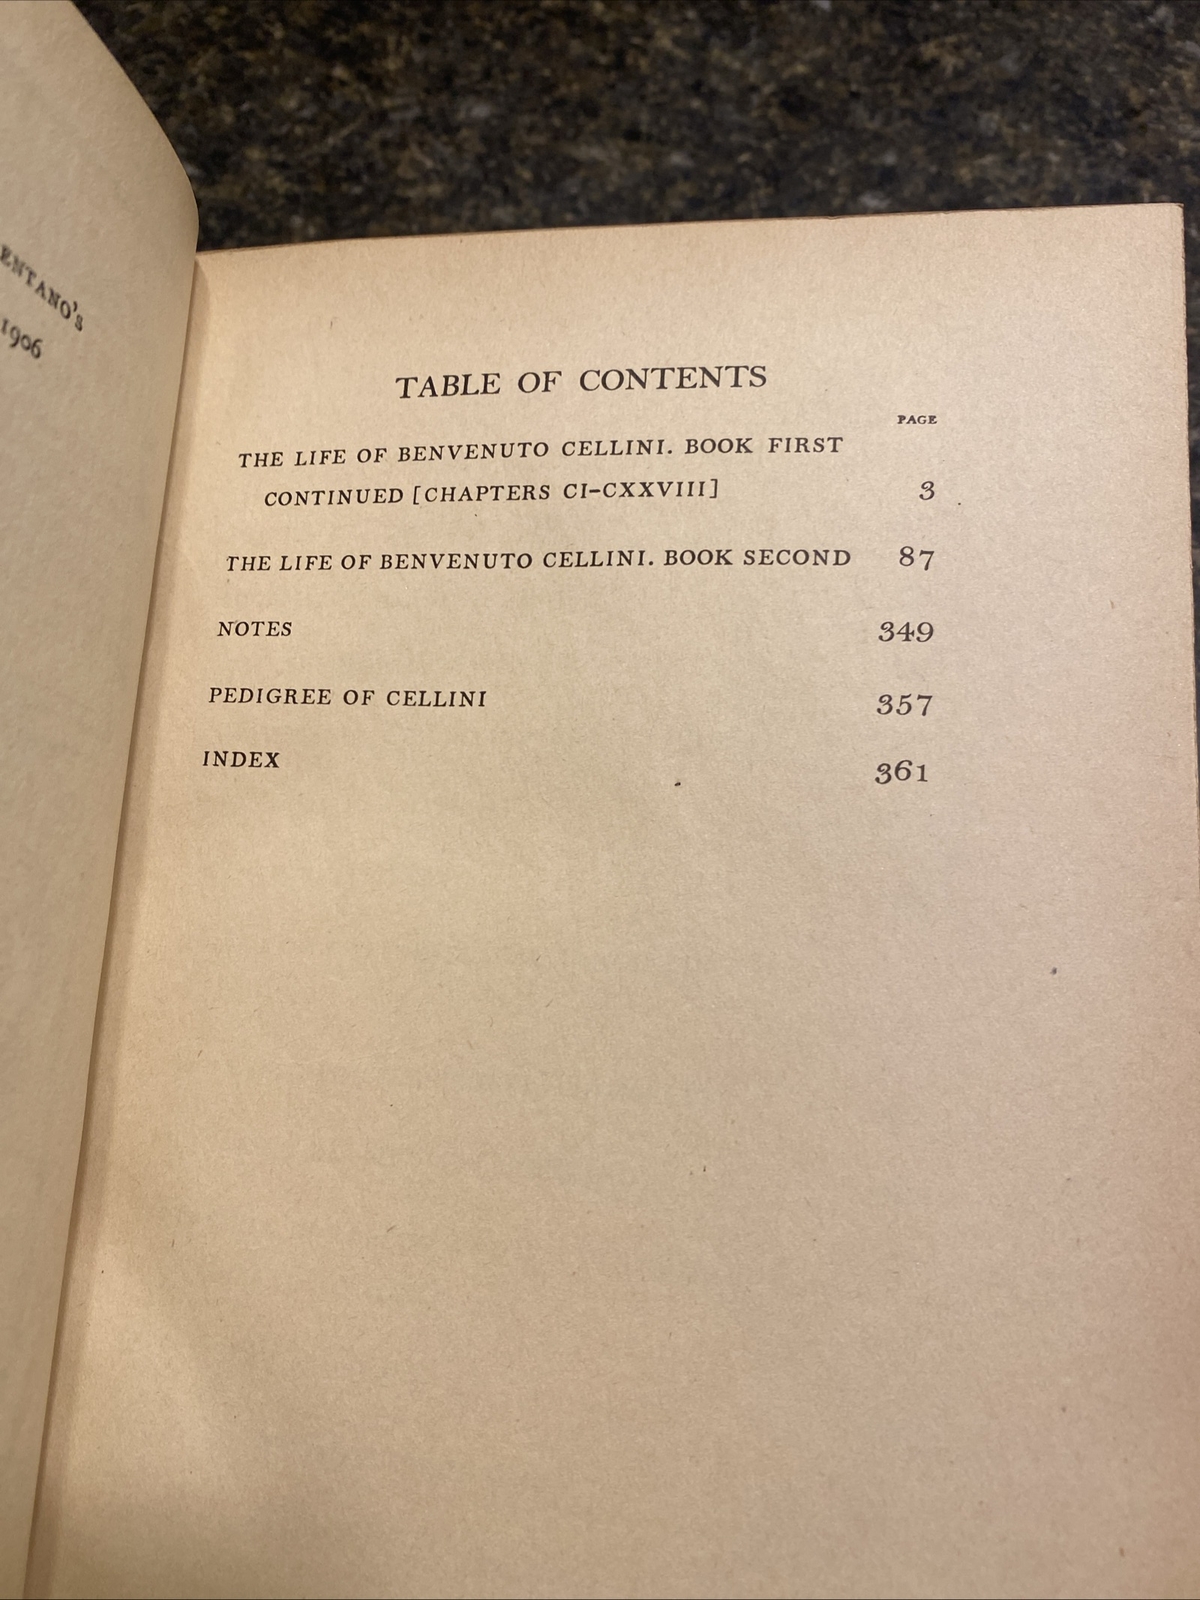 ENTANO'S
1906
TABLE OF CONTENTS
PAGE
THE LIFE OF BENVENUTO CELLINI. BOOK FIRST
CONTINUED [CHAPTERS CI–CXXVIII] 3
THE LIFE OF BENVENUTO CELLINI. BOOK SECOND 87
NOTES 349
PEDIGREE OF CELLINI 357
INDEX 361